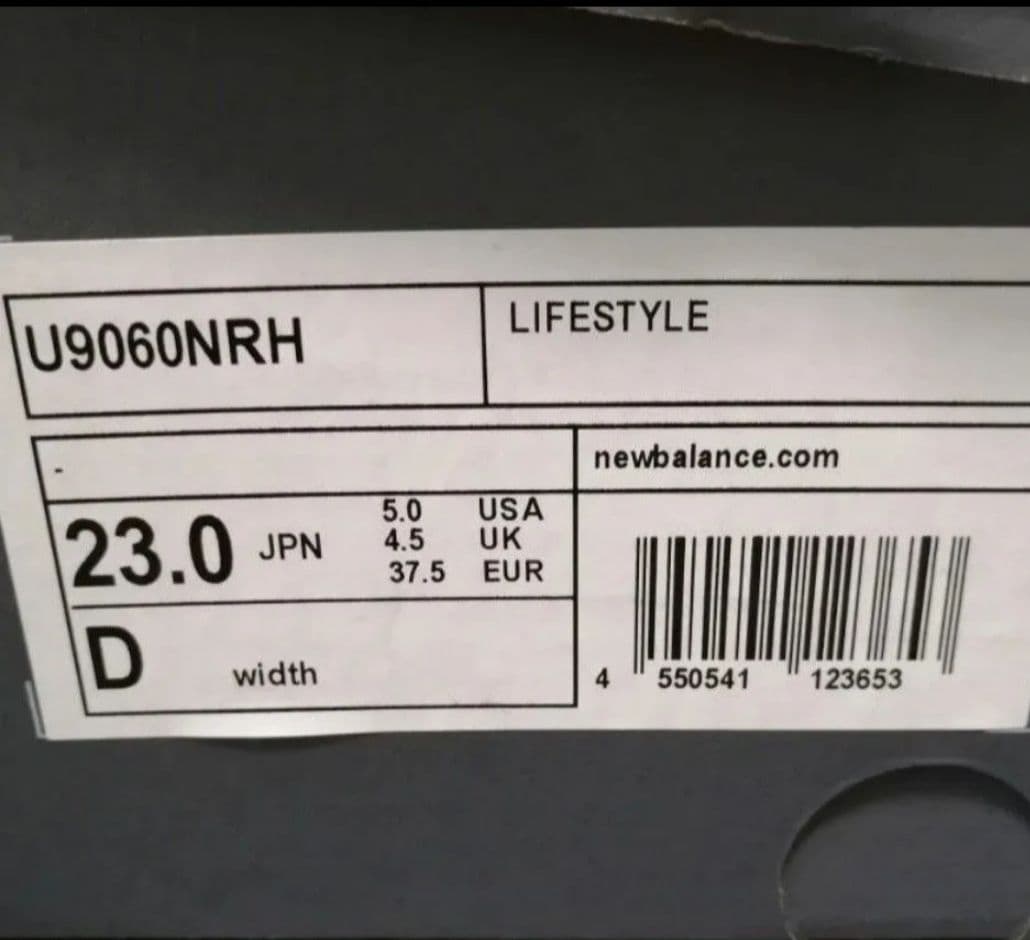 U9060NRH
LIFESTYLE
-
newbalance.com
23.0 JPN
5.0 USA
4.5 UK
37.5 EUR
D width
4 550541 123653